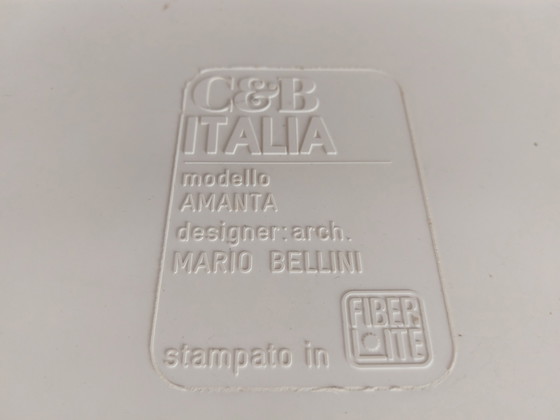 C&B
ITALIA
modello
AMANTA
designer: arch.
MARIO BELLINI
stampato in
FIBER
LITE